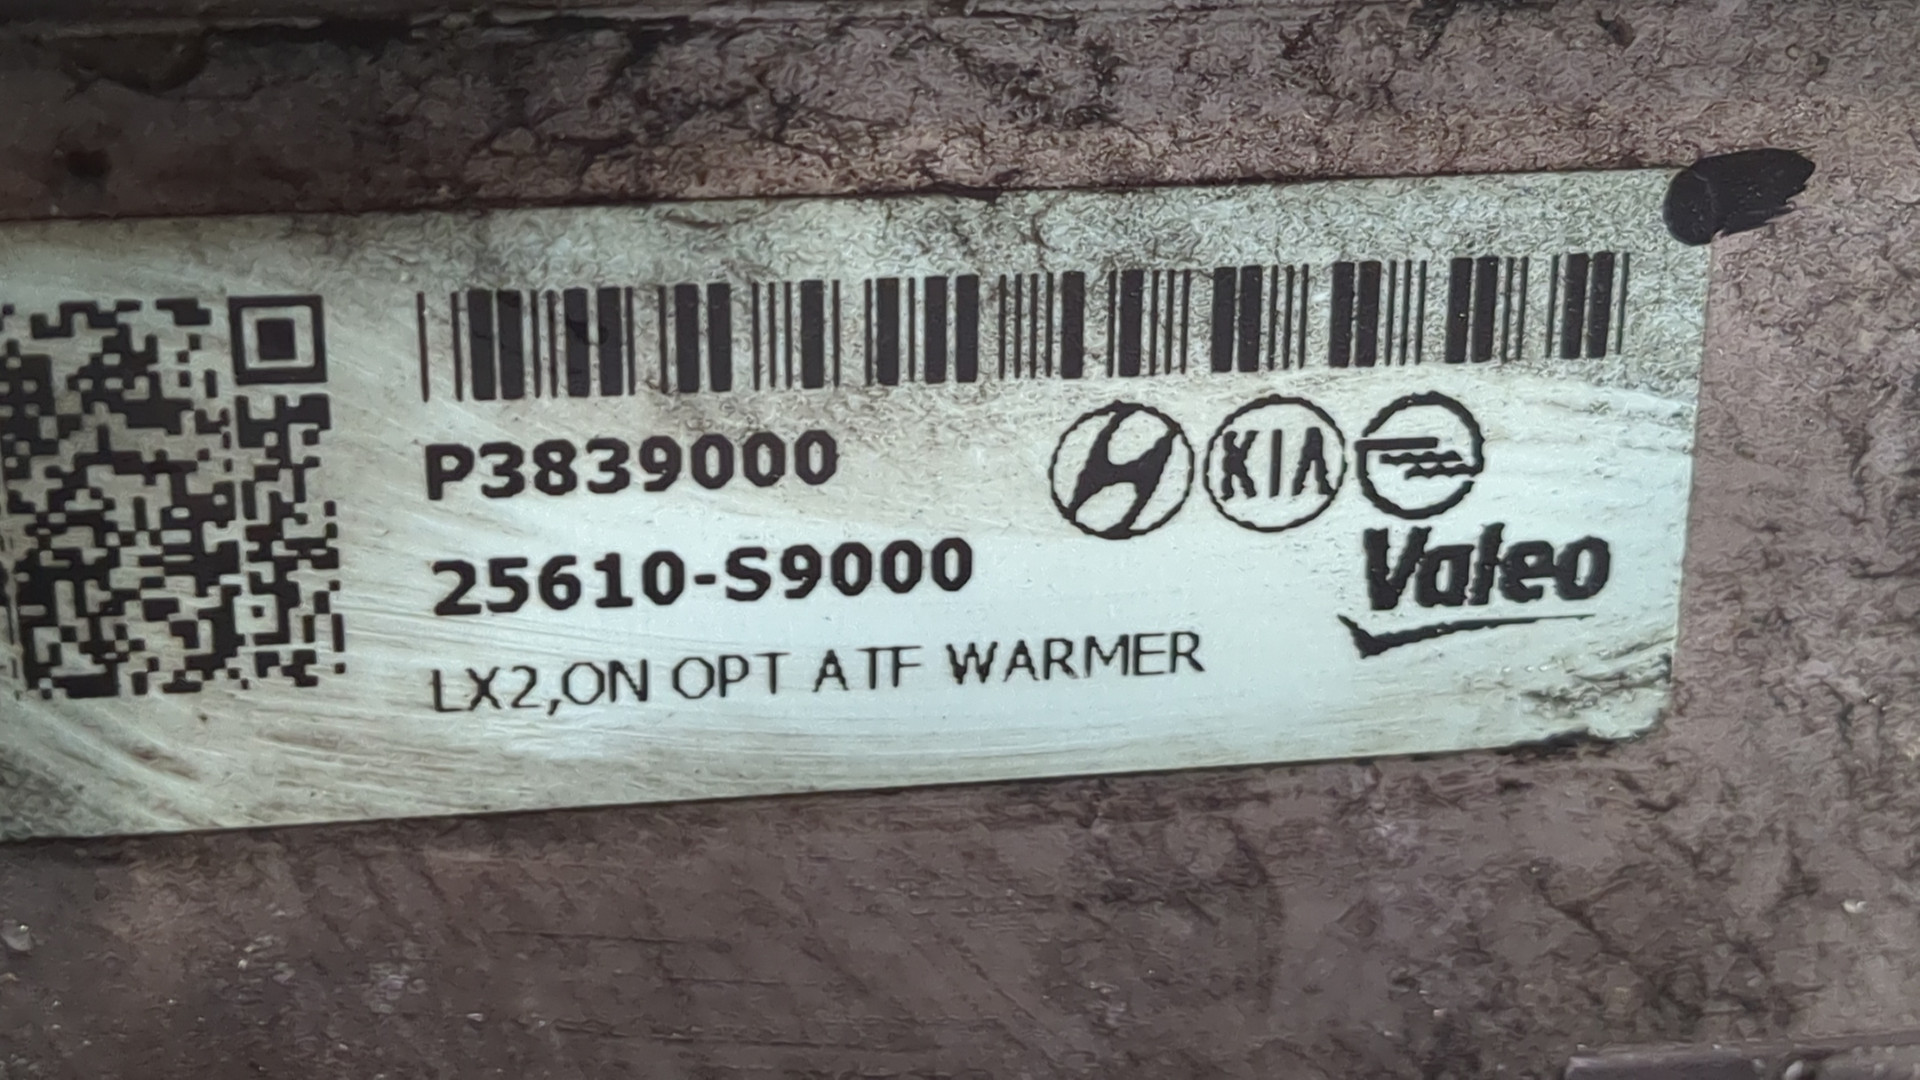 P3839000
KIA
25610-S9000
Valeo
LX2,ON OPT ATF WARMER